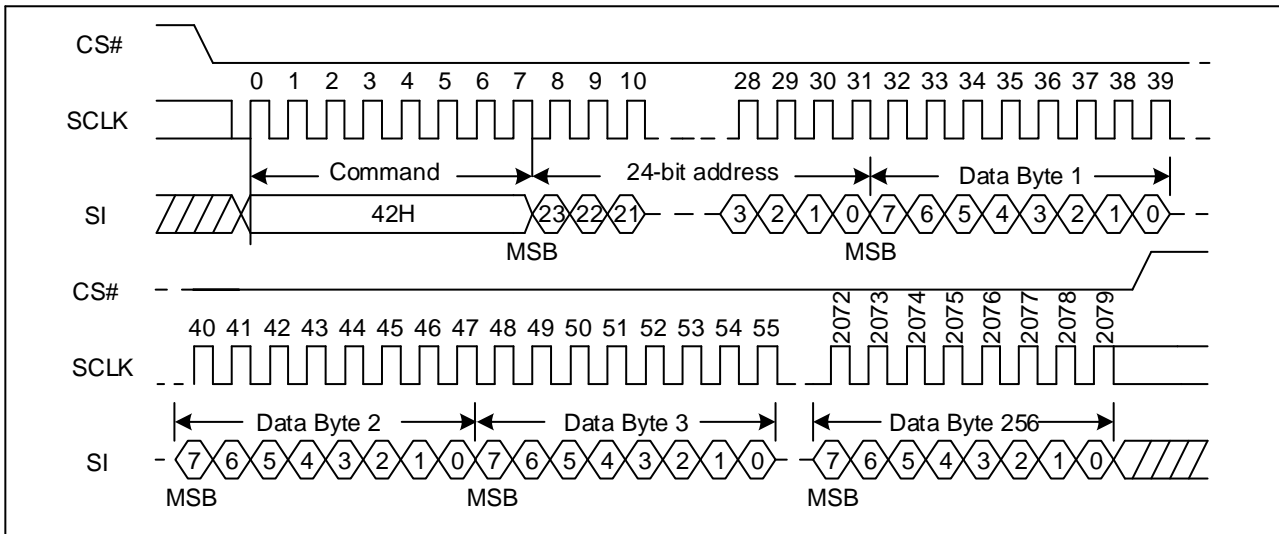 CS#
0 1 2 3 4 5 6 7 8 9 10 28 29 30 31 32 33 34 35 36 37 38 39
SCLK
Command 24-bit address Data Byte 1
SI 42H 23 22 21 3 2 1 0 7 6 5 4 3 2 1 0
MSB MSB
CS#
40 41 42 43 44 45 46 47 48 49 50 51 52 53 54 55 2072 2073 2074 2075 2076 2077 2078 2079
SCLK
Data Byte 2 Data Byte 3 Data Byte 256
SI 7 6 5 4 3 2 1 0 7 6 5 4 3 2 1 0 7 6 5 4 3 2 1 0
MSB MSB MSB